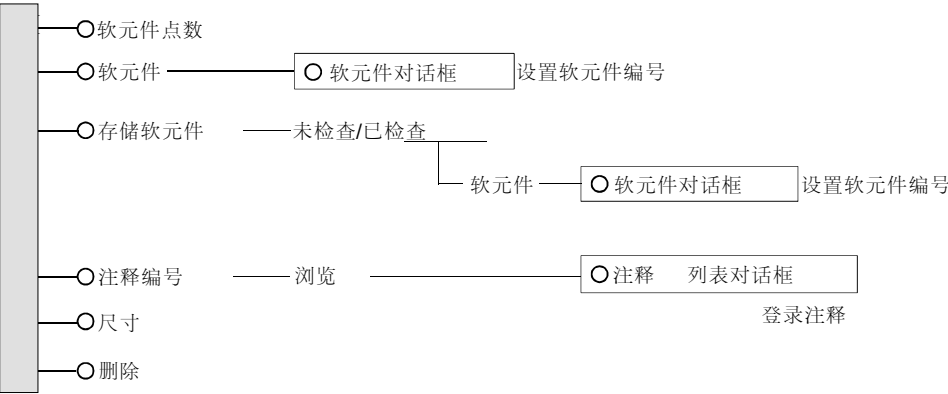 软元件点数
软元件 软元件对话框 设置软元件编号
存储软元件 未检查/已检查
软元件 软元件对话框 设置软元件编号
注释编号 浏览 注释 列表对话框
登录注释
尺寸
删除